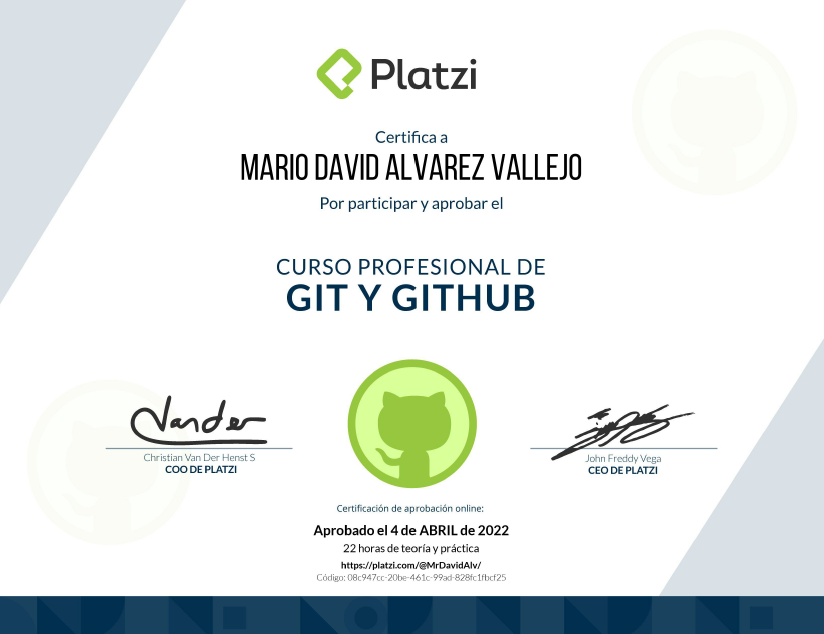 Platzi
Certifica a
MARIO DAVID ALVAREZ VALLEJO
Por participar y aprobar el
CURSO PROFESIONAL DE
GIT Y GITHUB
Vander
Christian Van Der Henst S
COO DE PLATZI
John Freddy Vega
CEO DE PLATZI
Certificación de aprobación online:
Aprobado el 4 de ABRIL de 2022
22 horas de teoría y práctica
https://platzi.com/@MrDavidAlv/
Código: 08c947cc-20be-461c-99ad-828fc1fbcf25